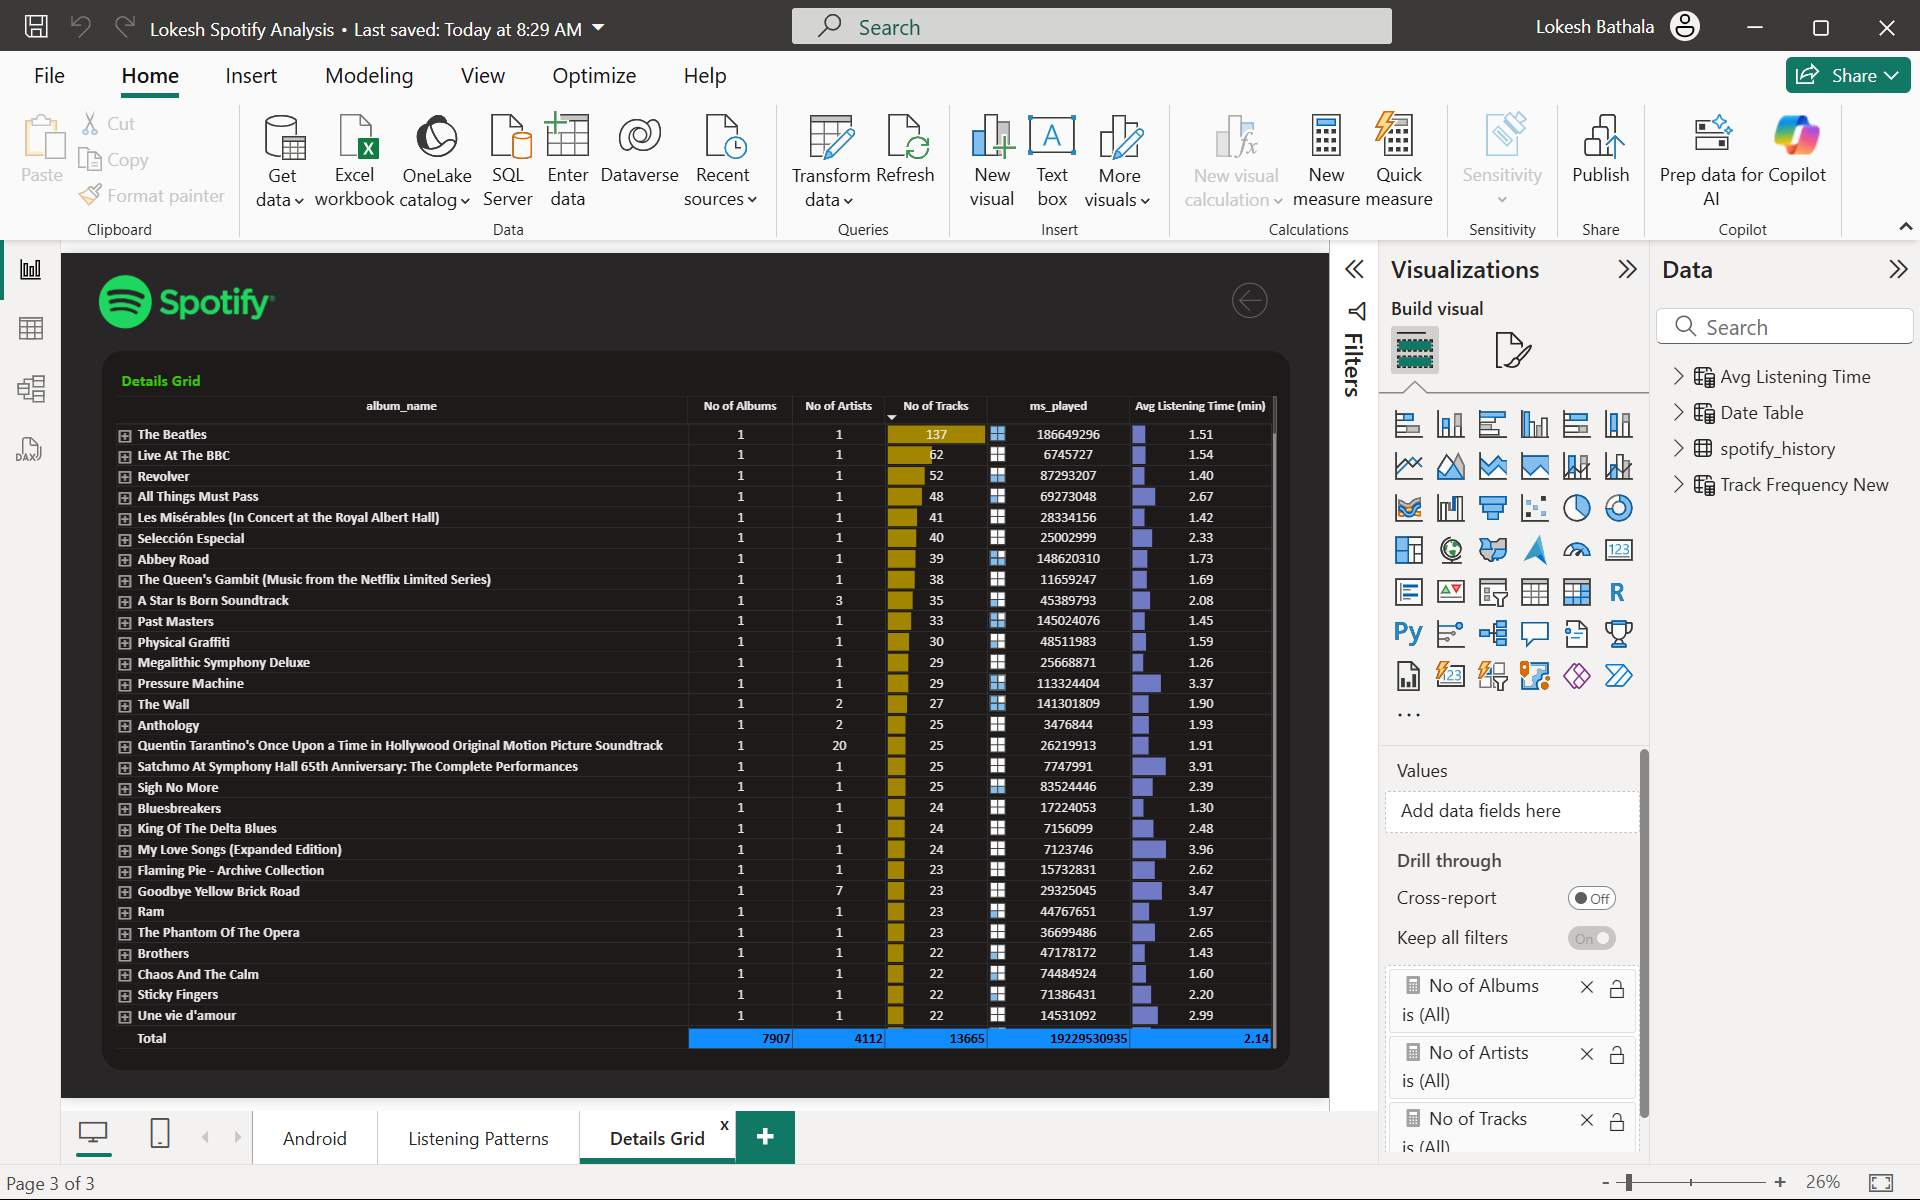 Lokesh Spotify Analysis • Last saved: Today at 8:29 AM
Search
Lokesh Bathala
File Home Insert Modeling View Optimize Help
Share
Paste
Cut
Copy
Format painter
Clipboard
Get data
Excel workbook
OneLake catalog
SQL Server
Enter data
Dataverse
Recent sources
Data
Transform data
Refresh
Queries
New visual
Text box
More visuals
Insert
New visual calculation
New measure
Quick measure
Calculations
Sensitivity
Sensitivity
Publish
Share
Prep data for AI
Copilot
Copilot
Spotify
Details Grid
album_name No of Albums No of Artists No of Tracks ms_played Avg Listening Time (min)
The Beatles 1 1 137 186649296 1.51
Live At The BBC 1 1 62 6745727 1.54
Revolver 1 1 52 87293207 1.40
All Things Must Pass 1 1 48 69273048 2.67
Les Misérables (In Concert at the Royal Albert Hall) 1 1 41 28334156 1.42
Selección Especial 1 1 40 25002999 2.33
Abbey Road 1 1 39 148620310 1.73
The Queen's Gambit (Music from the Netflix Limited Series) 1 1 38 11659247 1.69
A Star Is Born Soundtrack 1 3 35 45389793 2.08
Past Masters 1 1 33 145024076 1.45
Physical Graffiti 1 1 30 48511983 1.59
Megalithic Symphony Deluxe 1 1 29 25668871 1.26
Pressure Machine 1 1 29 113324404 3.37
The Wall 1 2 27 141301809 1.90
Anthology 1 2 25 3476844 1.93
Quentin Tarantino's Once Upon a Time in Hollywood Original Motion Picture Soundtrack 1 20 25 26219913 1.91
Satchmo At Symphony Hall 65th Anniversary: The Complete Performances 1 1 25 7747991 3.91
Sigh No More 1 1 25 83524446 2.39
Bluesbreakers 1 1 24 17224053 1.30
King Of The Delta Blues 1 1 24 7156099 2.48
My Love Songs (Expanded Edition) 1 1 24 7123746 3.96
Flaming Pie - Archive Collection 1 1 23 15732831 2.62
Goodbye Yellow Brick Road 1 7 23 29325045 3.47
Ram 1 1 23 44767651 1.97
The Phantom Of The Opera 1 1 23 36699486 2.65
Brothers 1 1 22 47178172 1.43
Chaos And The Calm 1 1 22 74484924 1.60
Sticky Fingers 1 1 22 71386431 2.20
Une vie d'amour 1 1 22 14531092 2.99
Total 7907 4112 13665 19229530935 2.14
Filters
Visualizations
Build visual
123
R
Py
123
...
Values
Add data fields here
Drill through
Cross-report Off
Keep all filters On
No of Albums
is (All)
No of Artists
is (All)
No of Tracks
is (All)
Data
Search
Avg Listening Time
Date Table
spotify_history
Track Frequency New
DAX
Android
Listening Patterns
Details Grid x
+
Page 3 of 3
- + 26%